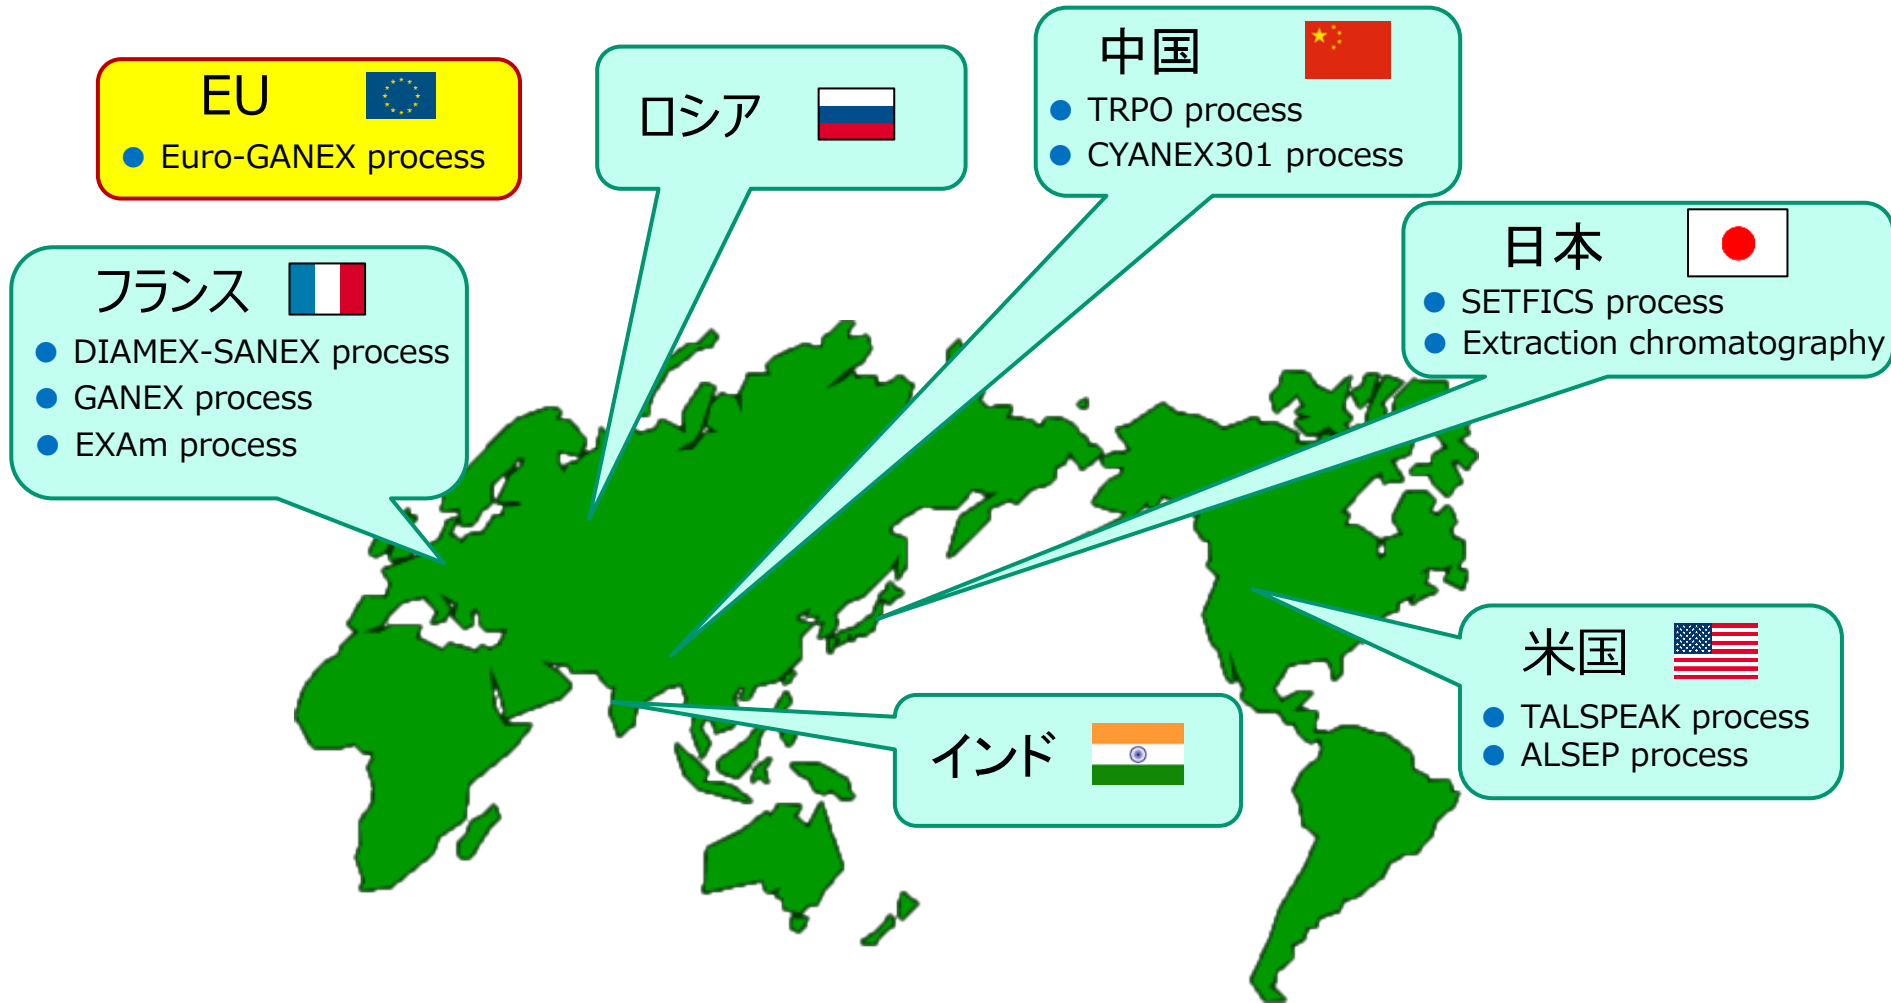 EU
● Euro-GANEX process
ロシア
中国
● TRPO process
● CYANEX301 process
フランス
● DIAMEX-SANEX process
● GANEX process
● EXAm process
日本
● SETFICS process
● Extraction chromatography
インド
米国
● TALSPEAK process
● ALSEP process